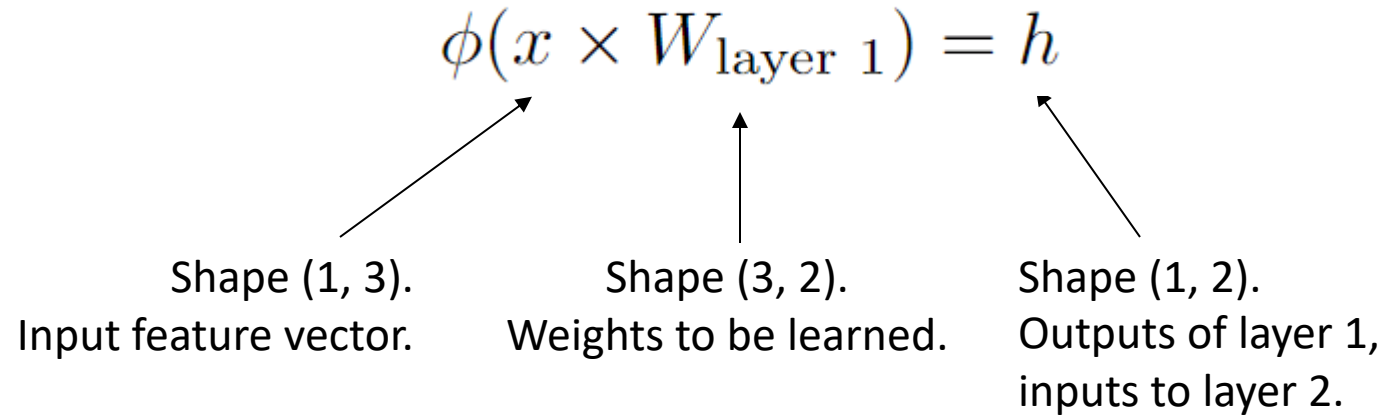 ϕ(x × W_layer 1) = h
Shape (1, 3).
Input feature vector.
Shape (3, 2).
Weights to be learned.
Shape (1, 2).
Outputs of layer 1,
inputs to layer 2.